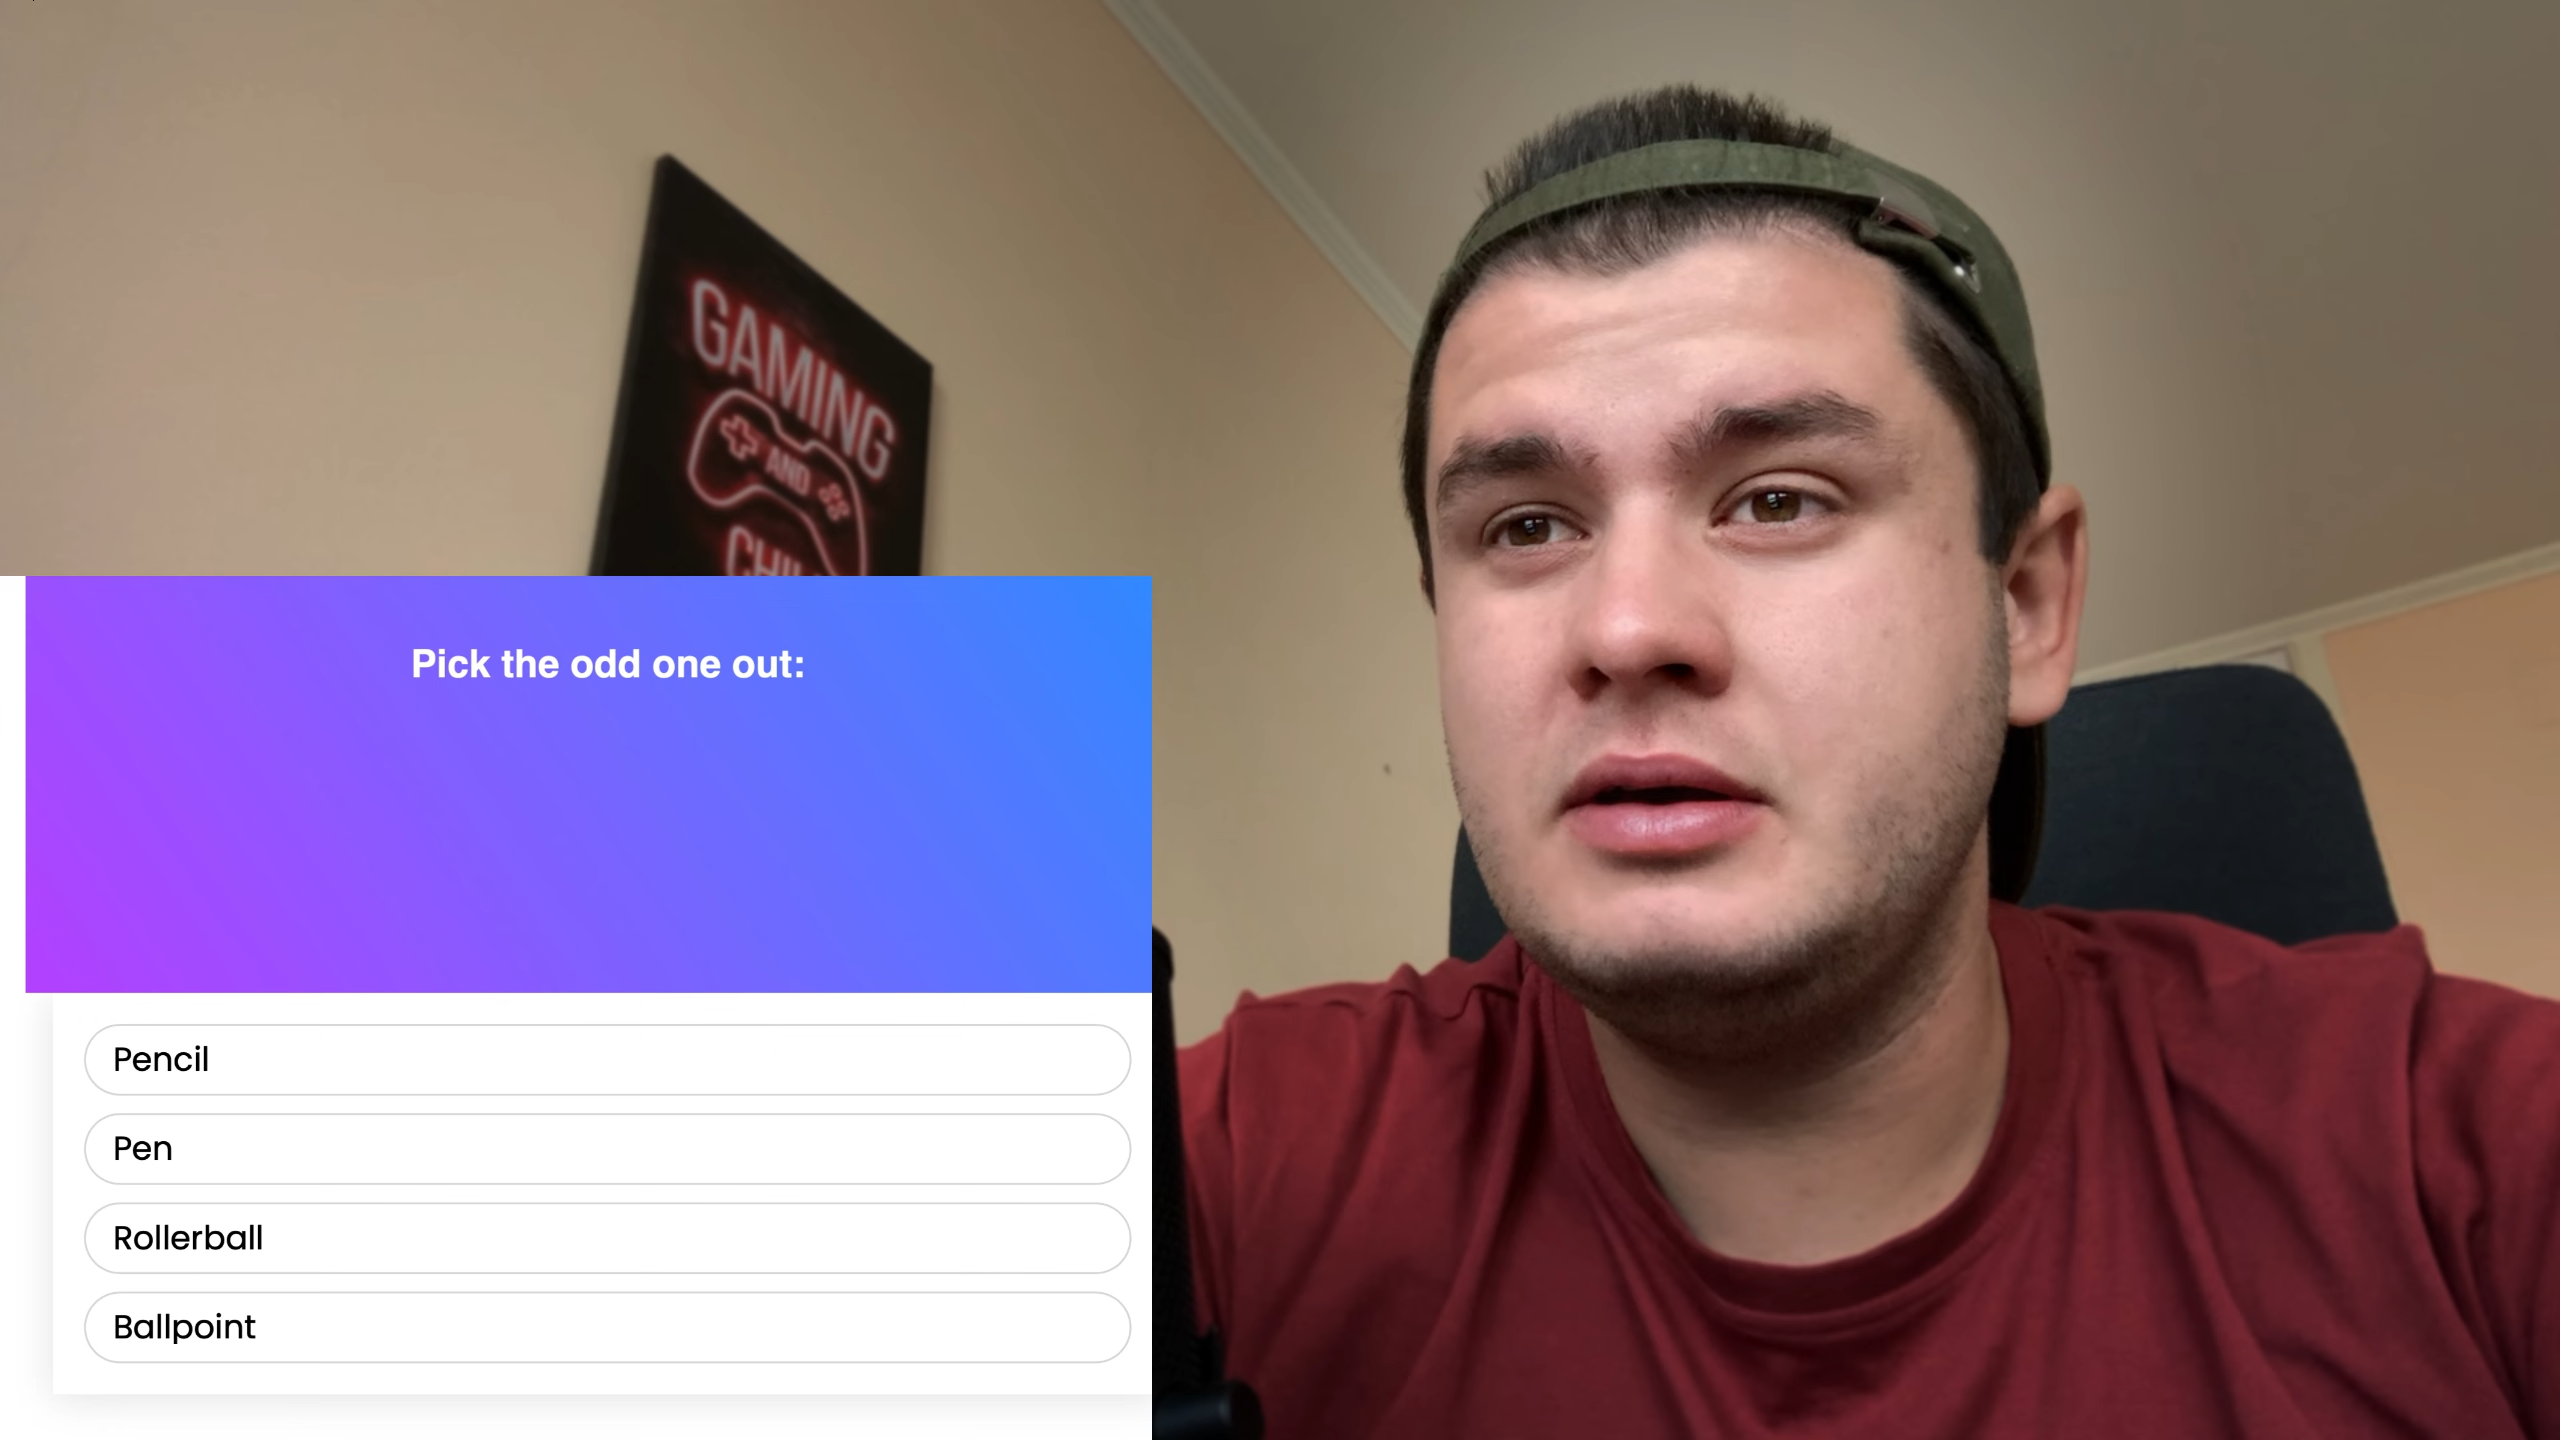 GAMING
AND
Pick the odd one out:
Pencil
Pen
Rollerball
Ballpoint